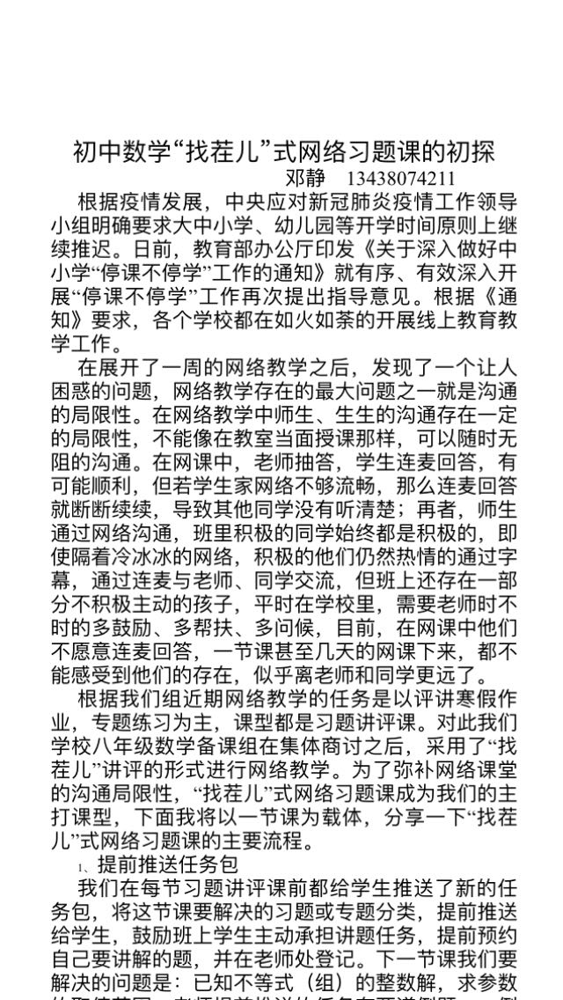 初中数学“找茬儿”式网络习题课的初探
邓静 13438074211
根据疫情发展，中央应对新冠肺炎疫情工作领导
小组明确要求大中小学、幼儿园等开学时间原则上继
续推迟。日前，教育部办公厅印发《关于深入做好中
小学“停课不停学”工作的通知》就有序、有效深入开
展“停课不停学”工作再次提出指导意见。根据《通
知》要求，各个学校都在如火如荼的开展线上教育教
学工作。
在展开了一周的网络教学之后，发现了一个让人
困惑的问题，网络教学存在的最大问题之一就是沟通
的局限性。在网络教学中师生、生生的沟通存在一定
的局限性，不能像在教室当面授课那样，可以随时无
阻的沟通。在网课中，老师抽答，学生连麦回答，有
可能顺利，但若学生家网络不够流畅，那么连麦回答
就断断续续，导致其他同学没有听清楚；再者，师生
通过网络沟通，班里积极的同学始终都是积极的，即
使隔着冷冰冰的网络，积极的他们仍然热情的通过字
幕，通过连麦与老师、同学交流，但班上还存在一部
分不积极主动的孩子，平时在学校里，需要老师时不
时的多鼓励、多帮扶、多问候，目前，在网课中他们
不愿意连麦回答，一节课甚至几天的网课下来，都不
能感受到他们的存在，似乎离老师和同学更远了。
根据我们组近期网络教学的任务是以评讲寒假作
业，专题练习为主，课型都是习题讲评课。对此我们
学校八年级数学备课组在集体商讨之后，采用了“找
茬儿”讲评的形式进行网络教学。为了弥补网络课堂
的沟通局限性，“找茬儿”式网络习题课成为我们的主
打课型，下面我将以一节课为载体，分享一下“找茬
儿”式网络习题课的主要流程。
1、提前推送任务包
我们在每节习题讲评课前都给学生推送了新的任
务包，将这节课要解决的习题或专题分类，提前推送
给学生，鼓励班上学生主动承担讲题任务，提前预约
自己要讲解的题，并在老师处登记。下一节课我们要
解决的问题是：已知不等式（组）的整数解，求参数